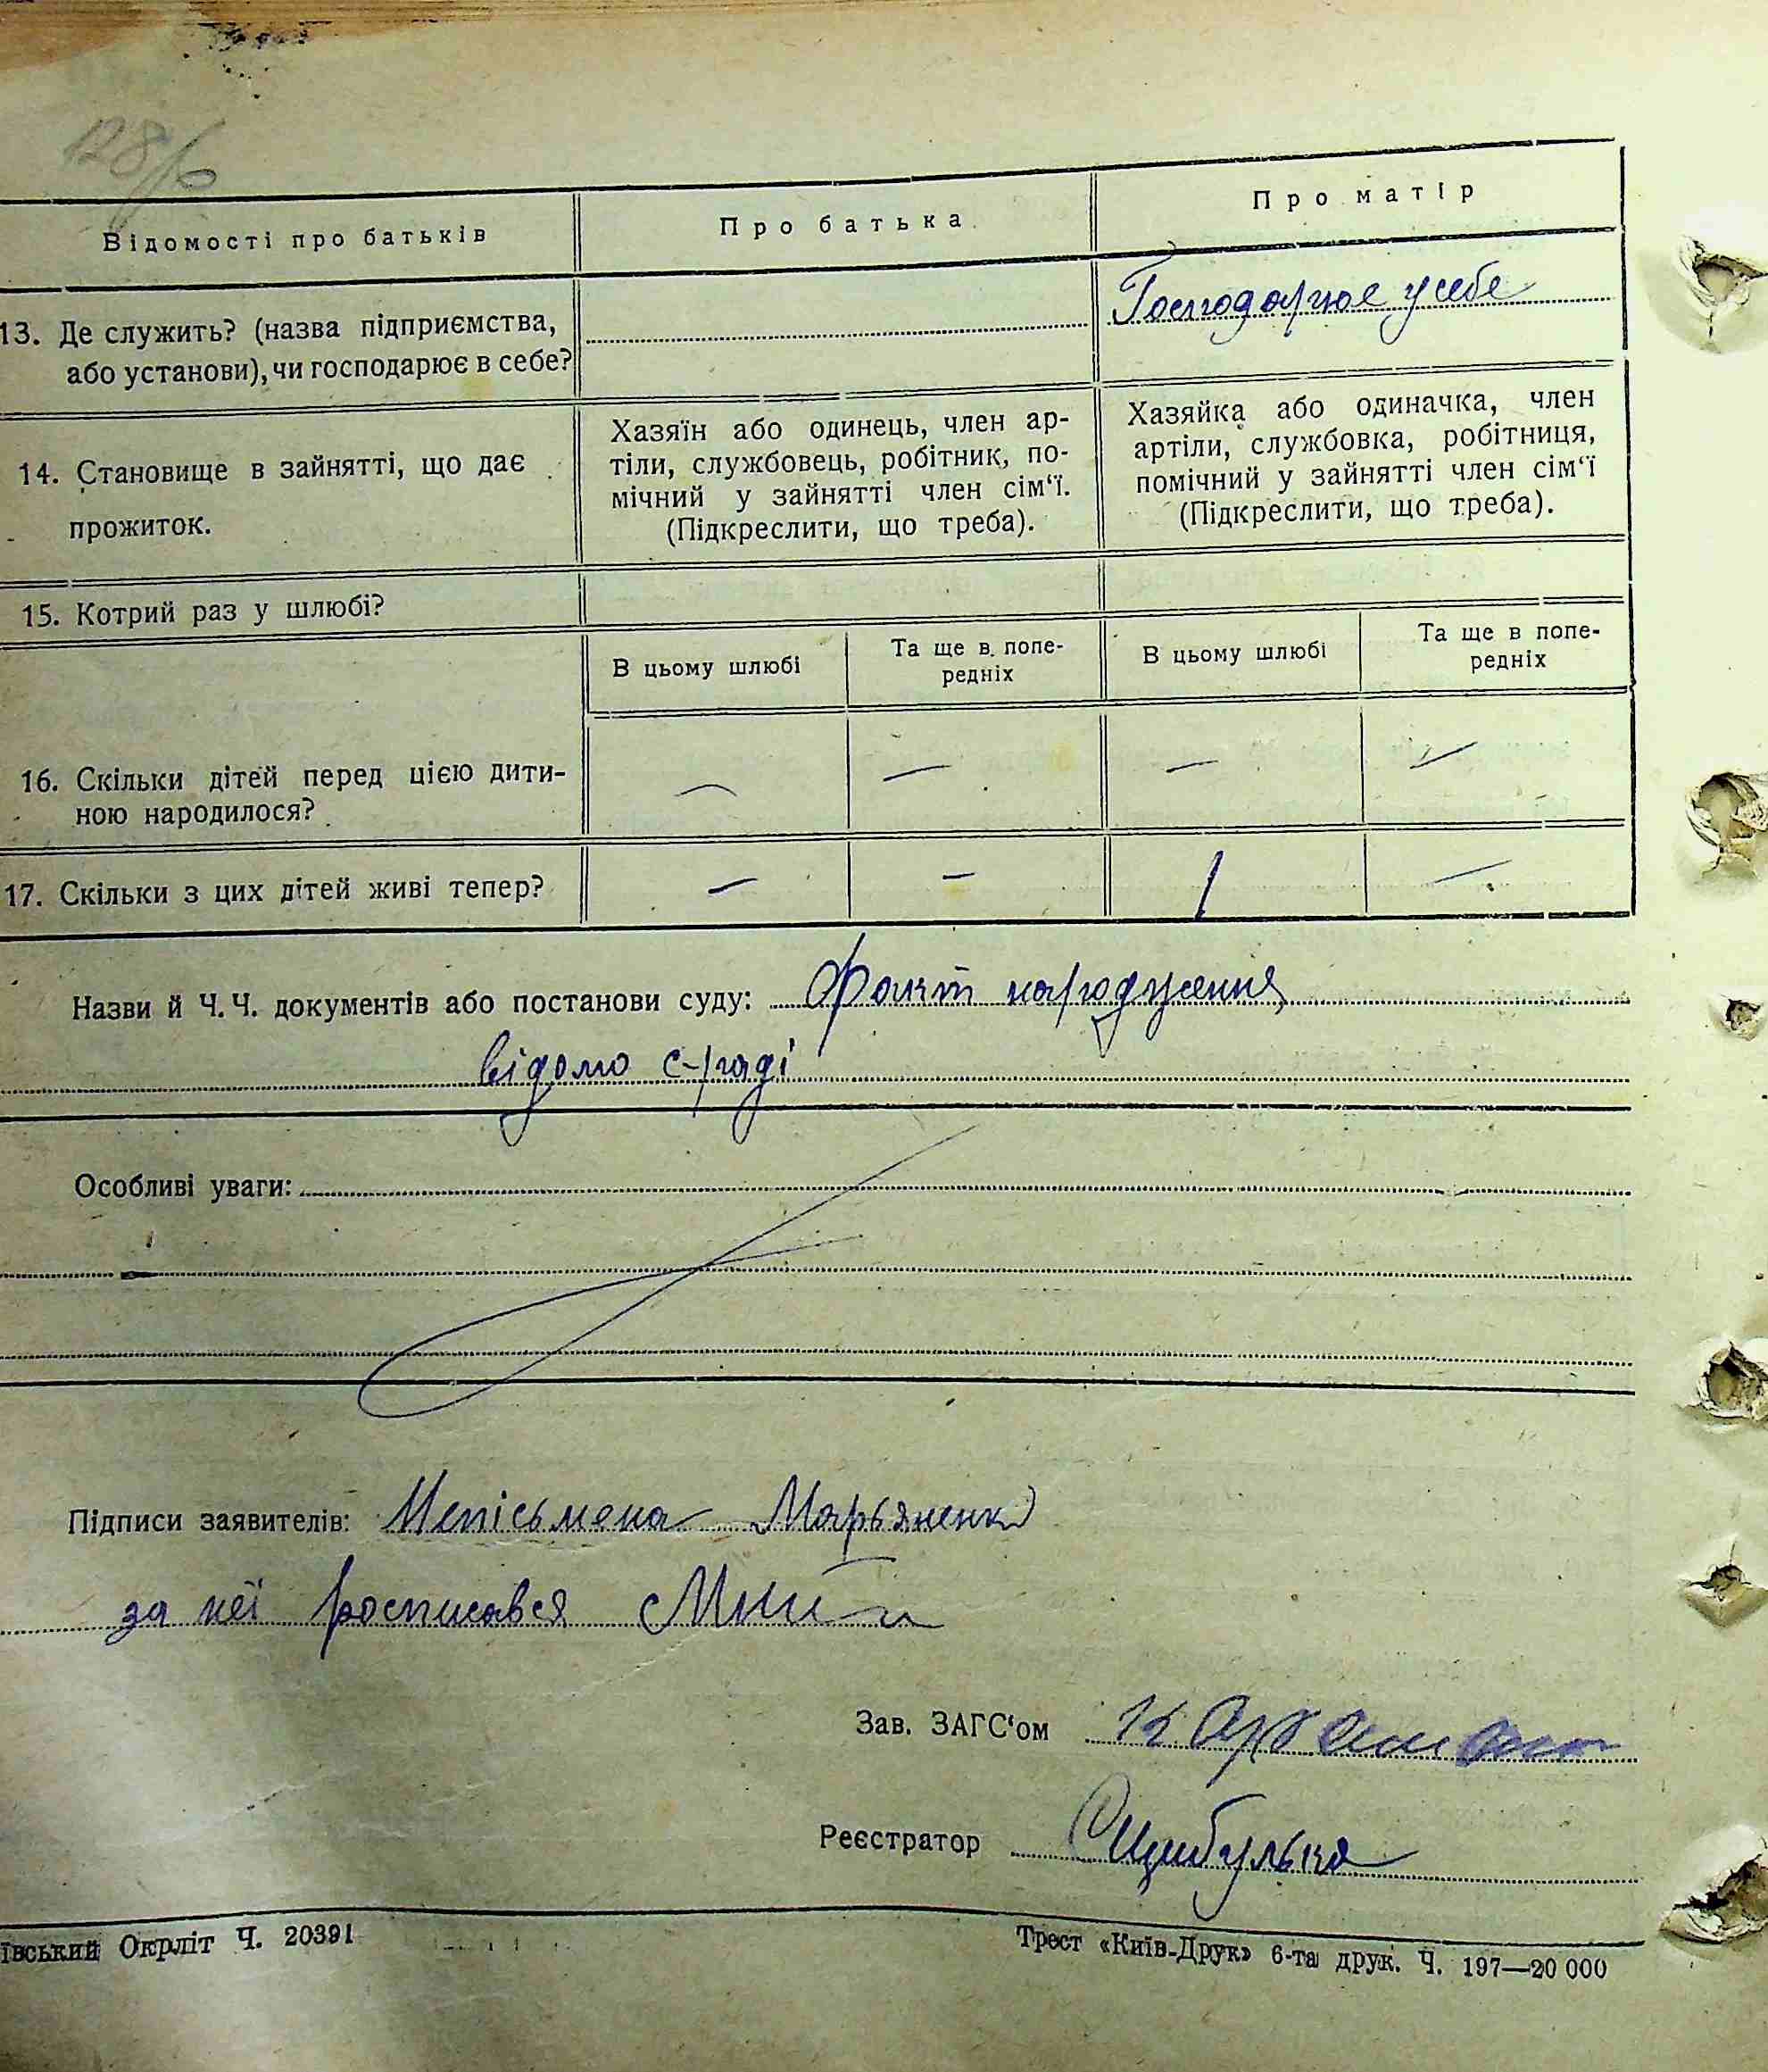 128/б
Відомості про батьків
Про батька
Про матір
13. Де служить? (назва підприємства,
або установи), чи господарює в себе?
Господарює у себе
14. Становище в зайнятті, що дає
прожиток.
Хазяїн або одинець, член ар-
тіли, службовець, робітник, по-
мічний у зайнятті член сім‘ї.
(Підкреслити, що треба).
Хазяйка або одиначка, член
артіли, службовка, робітниця,
помічний у зайнятті член сім‘ї
(Підкреслити, що треба).
15. Котрий раз у шлюбі?
В цьому шлюбі
Та ще в попе-
редніх
В цьому шлюбі
Та ще в попе-
редніх
16. Скільки дітей перед цією дити-
ною народилося?
— — — —
17. Скільки з цих дітей живі тепер?
— — 1 —
Назви й Ч. Ч. документів або постанови суду: Факт народження
відомо с-раді
Особливі уваги:
Підписи заявителів: Непісьмена Марьяненко
за неї росписався
Зав. ЗАГС‘ом
Реєстратор Цибулька
ївський Окрліт Ч. 20391
Трест «Київ-Друк» 6-та друк. Ч. 197—20 000